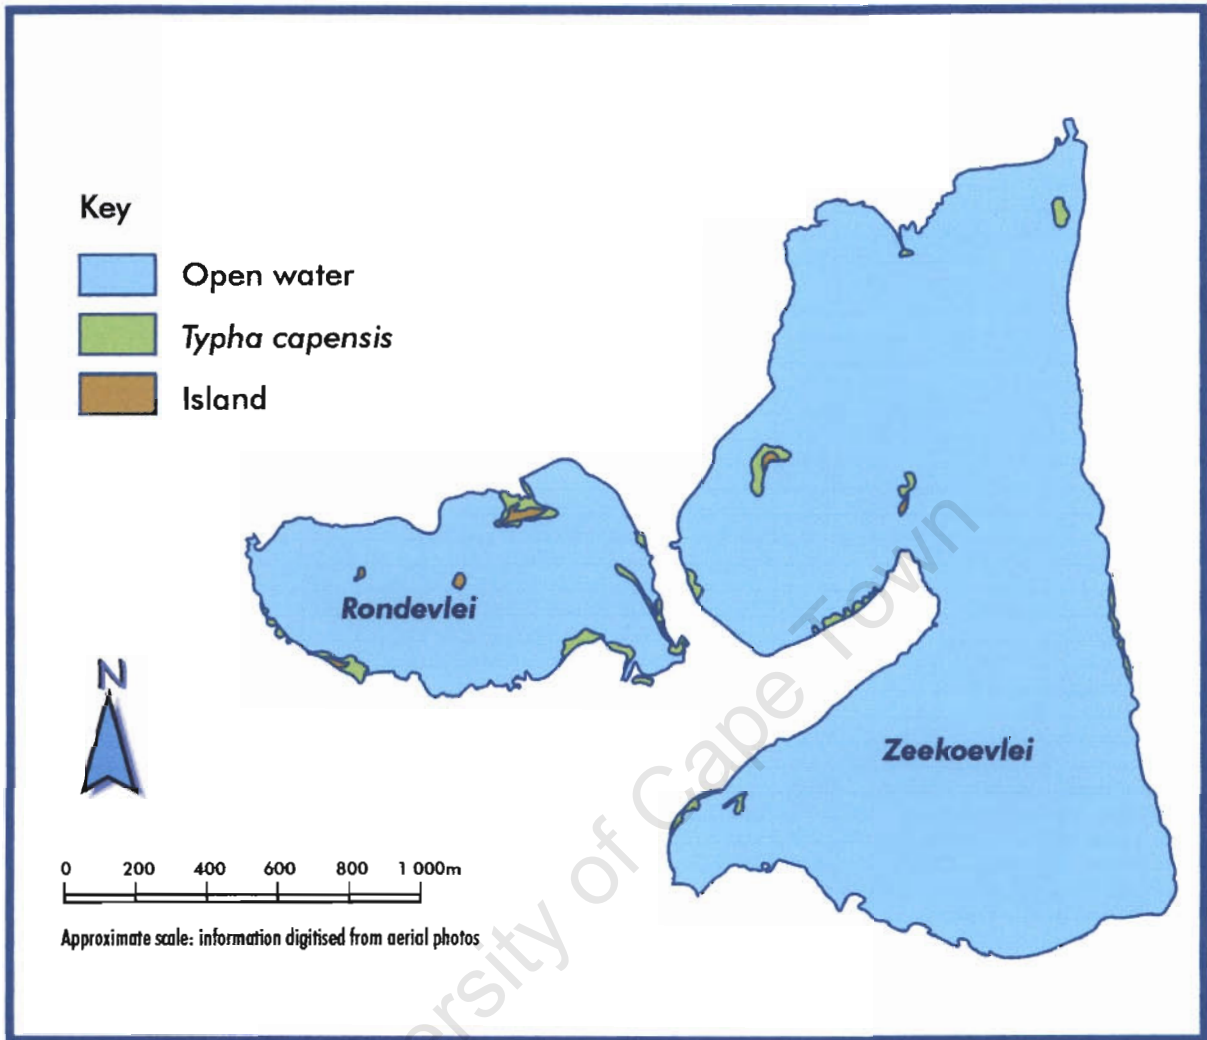 Key
Open water
Typha capensis
Island
Rondevlei
Zeekoevlei
N
0 200 400 600 800 1 000m
Approximate scale: information digitised from aerial photos
ersity of Cape Town